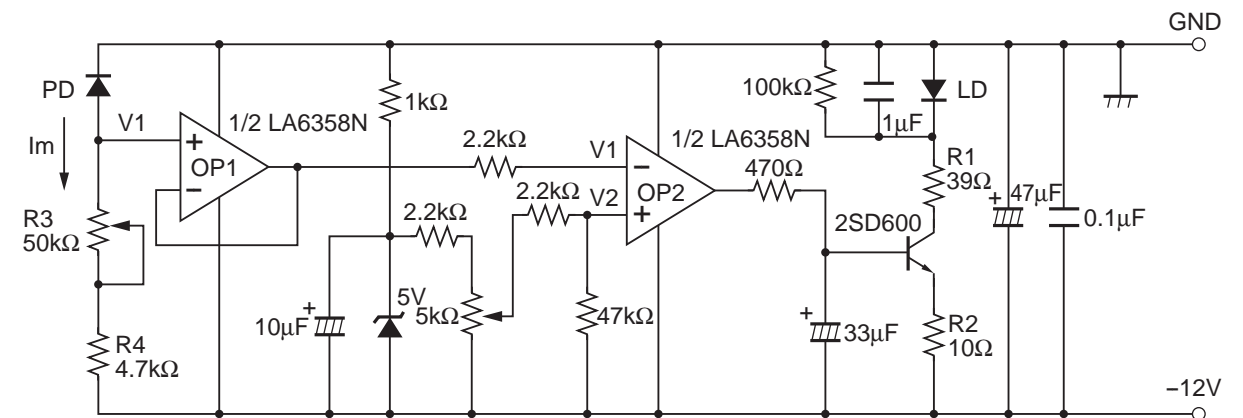 GND
PD
V1
Im
+
−
OP1
1/2 LA6358N
R3
50kΩ
R4
4.7kΩ
1kΩ
2.2kΩ
+
10μF
5V
5kΩ
2.2kΩ
2.2kΩ
47kΩ
V1
V2
−
+
OP2
1/2 LA6358N
470Ω
+
33μF
100kΩ
1μF
LD
R1
39Ω
2SD600
R2
10Ω
+
47μF
0.1μF
−12V